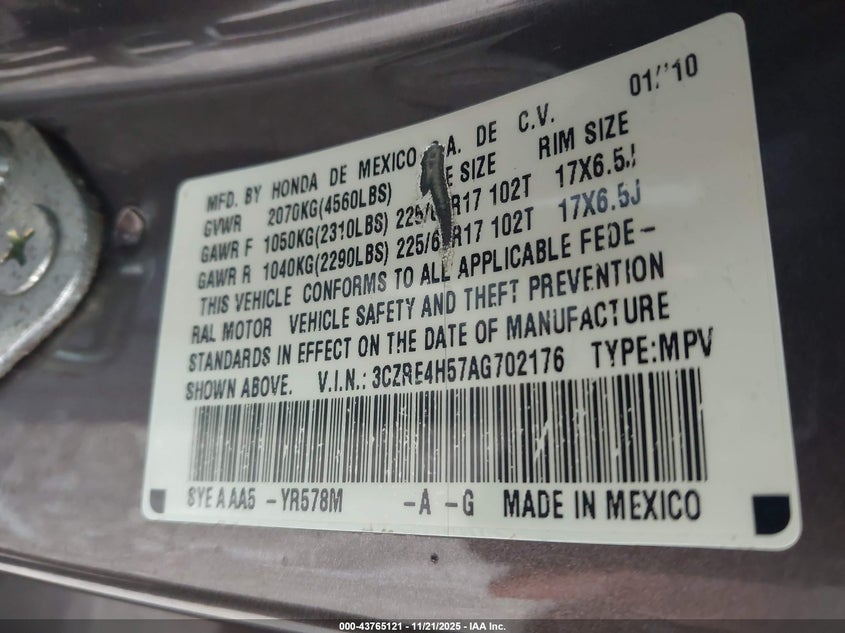 01/10
MFD. BY HONDA DE MEXICO .A. DE C.V.
GVWR 2070KG(4560LBS) E SIZE RIM SIZE
GAWR F 1050KG(2310LBS) 225/6 R17 102T 17X6.5J
GAWR R 1040KG(2290LBS) 225/6 R17 102T 17X6.5J
THIS VEHICLE CONFORMS TO ALL APPLICABLE FEDE-
RAL MOTOR VEHICLE SAFETY AND THEFT PREVENTION
STANDARDS IN EFFECT ON THE DATE OF MANUFACTURE
SHOWN ABOVE. V.I.N.: 3CZRE4H57AG702176 TYPE:MPV
SYE A AA5 -YR578M -A -G MADE IN MEXICO
000-43765121 - 11/21/2025 - IAA Inc.